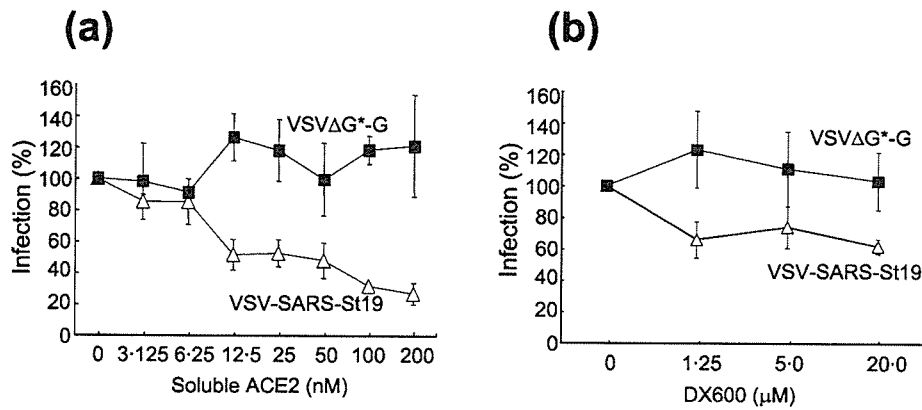 (a)
160
140
120
100
80
60
40
20
0
Infection (%)
VSVΔG*-G
VSV-SARS-St19
0 3·125 6·25 12·5 25 50 100 200
Soluble ACE2 (nM)
(b)
160
140
120
100
80
60
40
20
0
Infection (%)
VSVΔG*-G
VSV-SARS-St19
0 1·25 5·0 20·0
DX600 (μM)